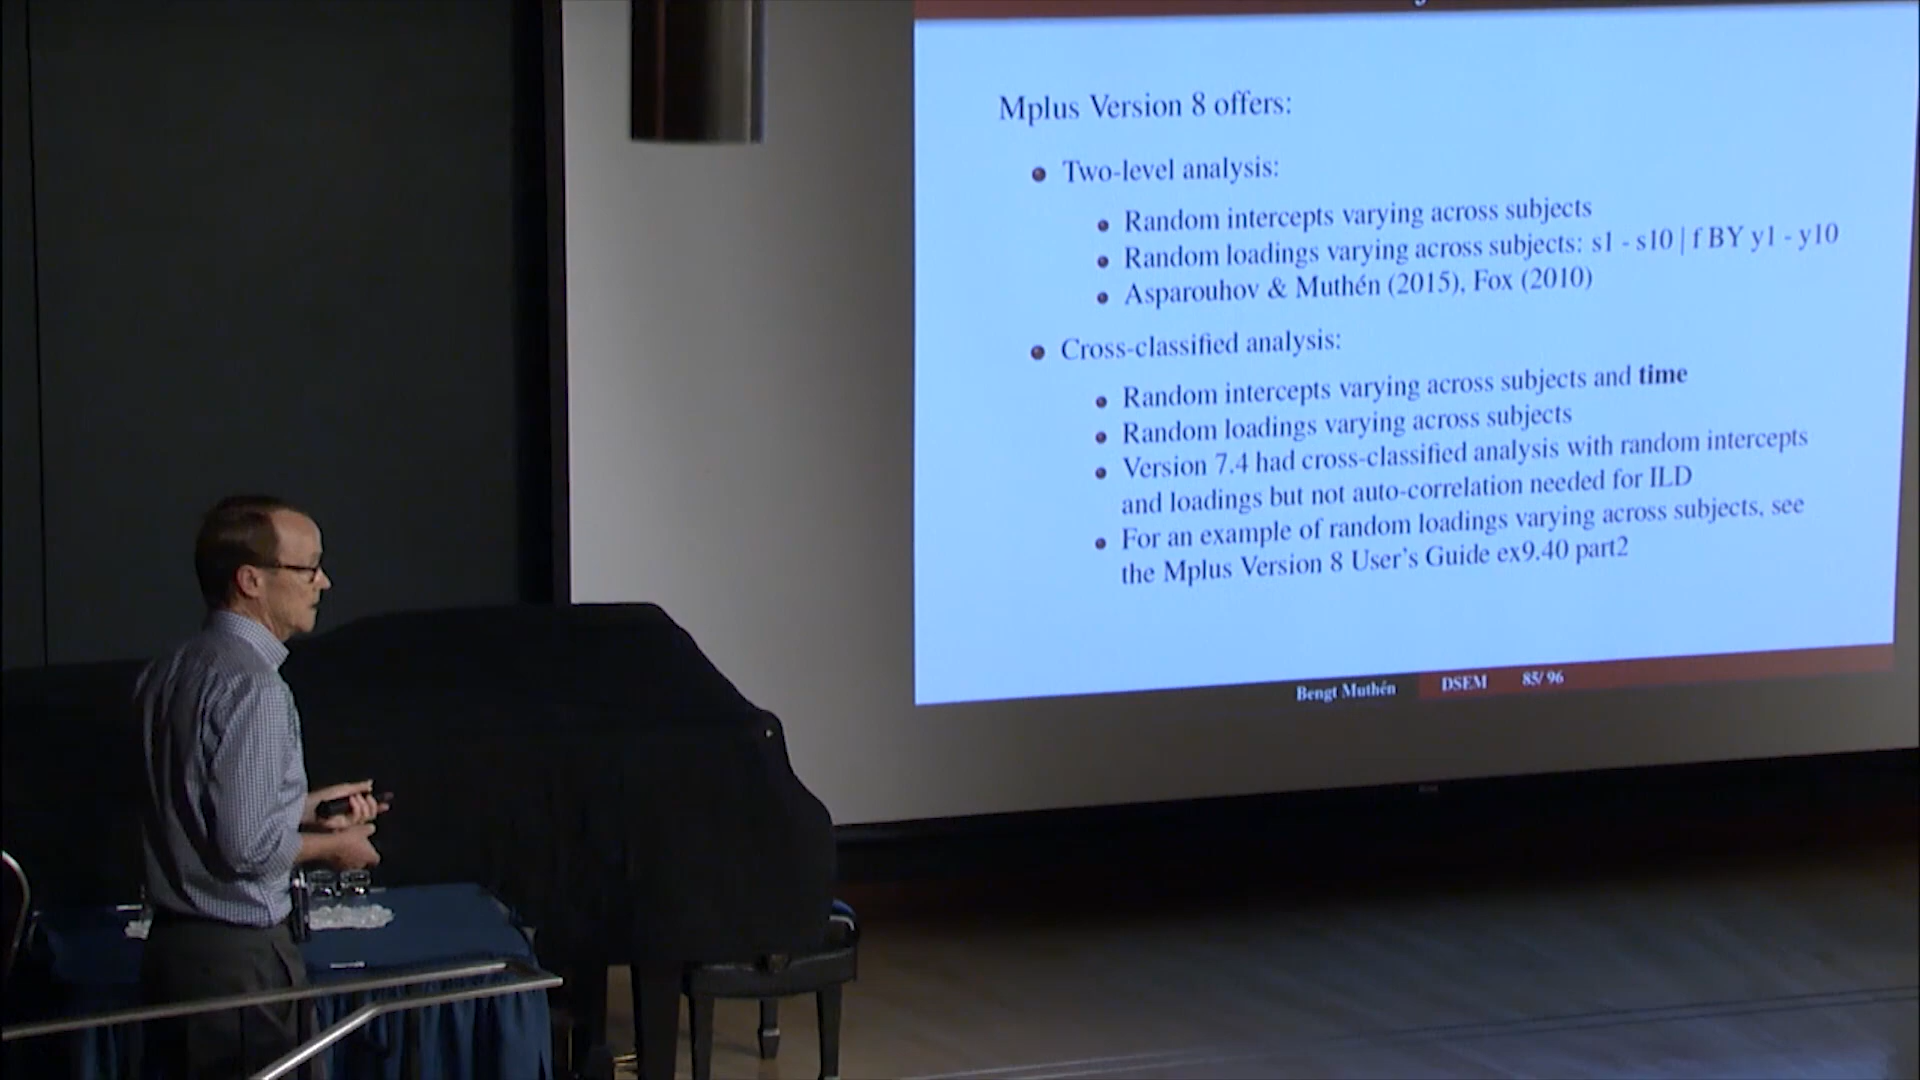 Mplus Version 8 offers:
Two-level analysis:
Random intercepts varying across subjects
Random loadings varying across subjects: s1 - s10 | f BY y1 - y10
Asparouhov & Muthén (2015), Fox (2010)
Cross-classified analysis:
Random intercepts varying across subjects and time
Random loadings varying across subjects
Version 7.4 had cross-classified analysis with random intercepts
and loadings but not auto-correlation needed for ILD
For an example of random loadings varying across subjects, see
the Mplus Version 8 User's Guide ex9.40 part2
Bengt Muthén DSEM 85/ 96